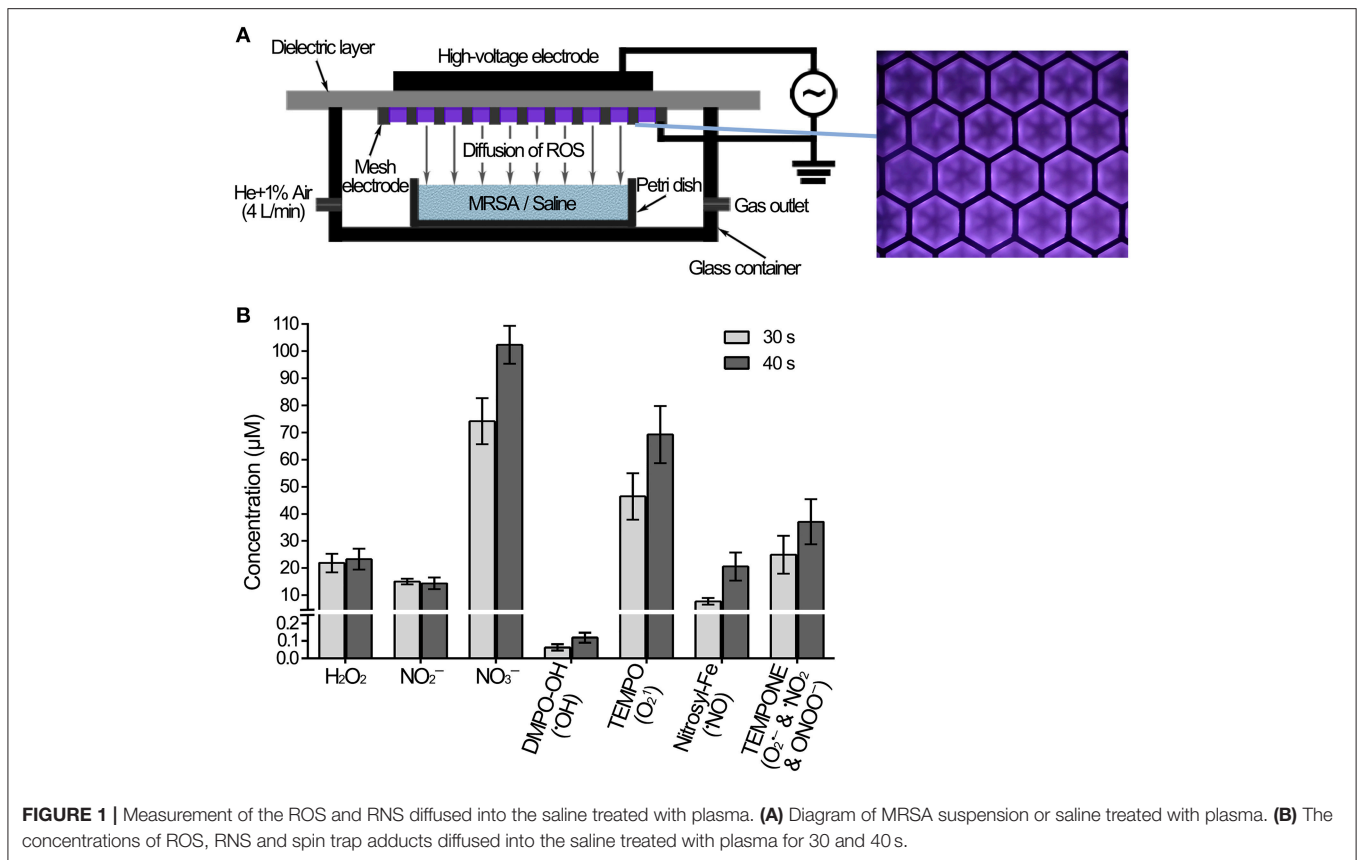 A
Dielectric layer
High-voltage electrode
~
Diffusion of ROS
Mesh
electrode
Petri dish
He+1% Air
(4 L/min)
MRSA / Saline
Gas outlet
Glass container
B
Concentration (µM)
110
100
90
80
70
60
50
40
30
20
10
0.2
0.1
0.0
30 s
40 s
H₂O₂
NO₂⁻
NO₃⁻
DMPO-OH
(•OH)
TEMPO
(O₂¹)
Nitrosyl-Fe
(•NO)
TEMPONE
(O₂•⁻ & •NO₂
& ONOO⁻)
FIGURE 1 | Measurement of the ROS and RNS diffused into the saline treated with plasma. (A) Diagram of MRSA suspension or saline treated with plasma. (B) The
concentrations of ROS, RNS and spin trap adducts diffused into the saline treated with plasma for 30 and 40 s.